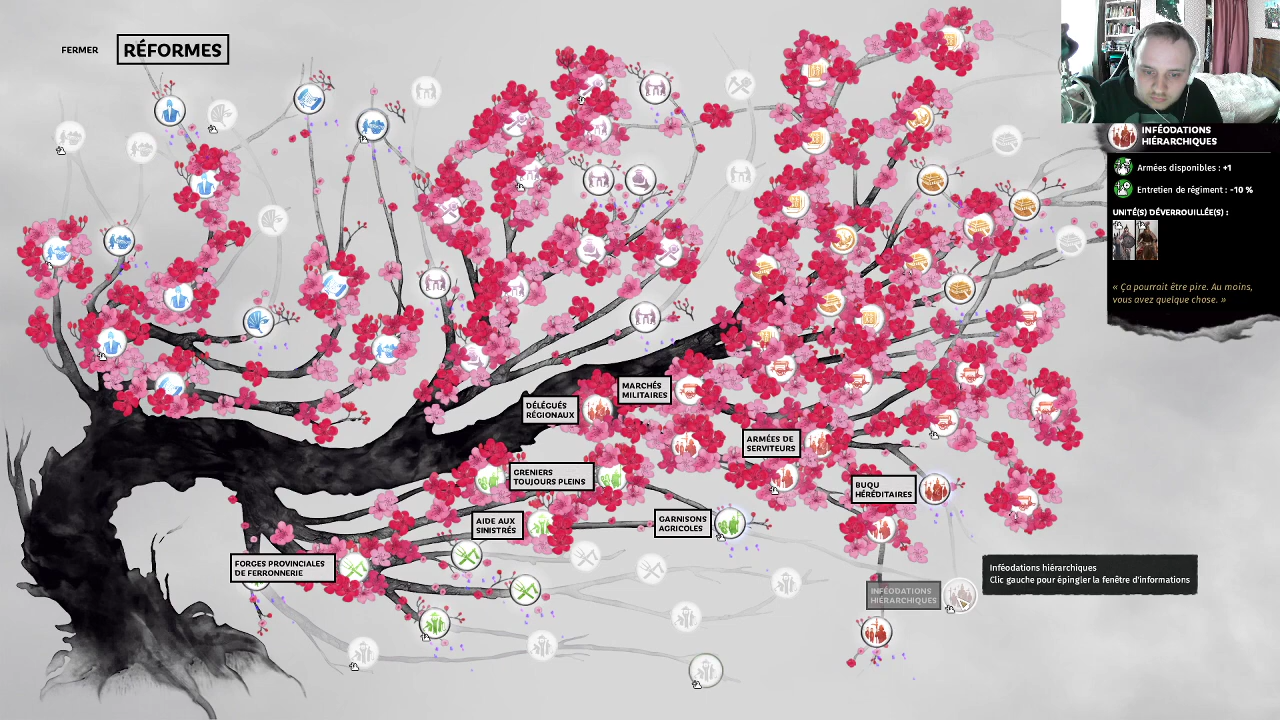 FERMER
RÉFORMES
INFÉODATIONS
HIÉRARCHIQUES
Armées disponibles : +1
Entretien de régiment : -10 %
UNITÉ(S) DÉVERROUILLÉE(S) :
« Ça pourrait être pire. Au moins,
vous avez quelque chose. »
MARCHÉS
MILITAIRES
DÉLÉGUÉS
RÉGIONAUX
ARMÉES DE
SERVITEURS
GRENIERS
TOUJOURS PLEINS
BUQU
HÉRÉDITAIRES
AIDE AUX
SINISTRÉS
GARNISONS
AGRICOLES
FORGES PROVINCIALES
DE FERRONNERIE
INFÉODATIONS
HIÉRARCHIQUES
Inféodations hiérarchiques
Clic gauche pour épingler la fenêtre d'informations